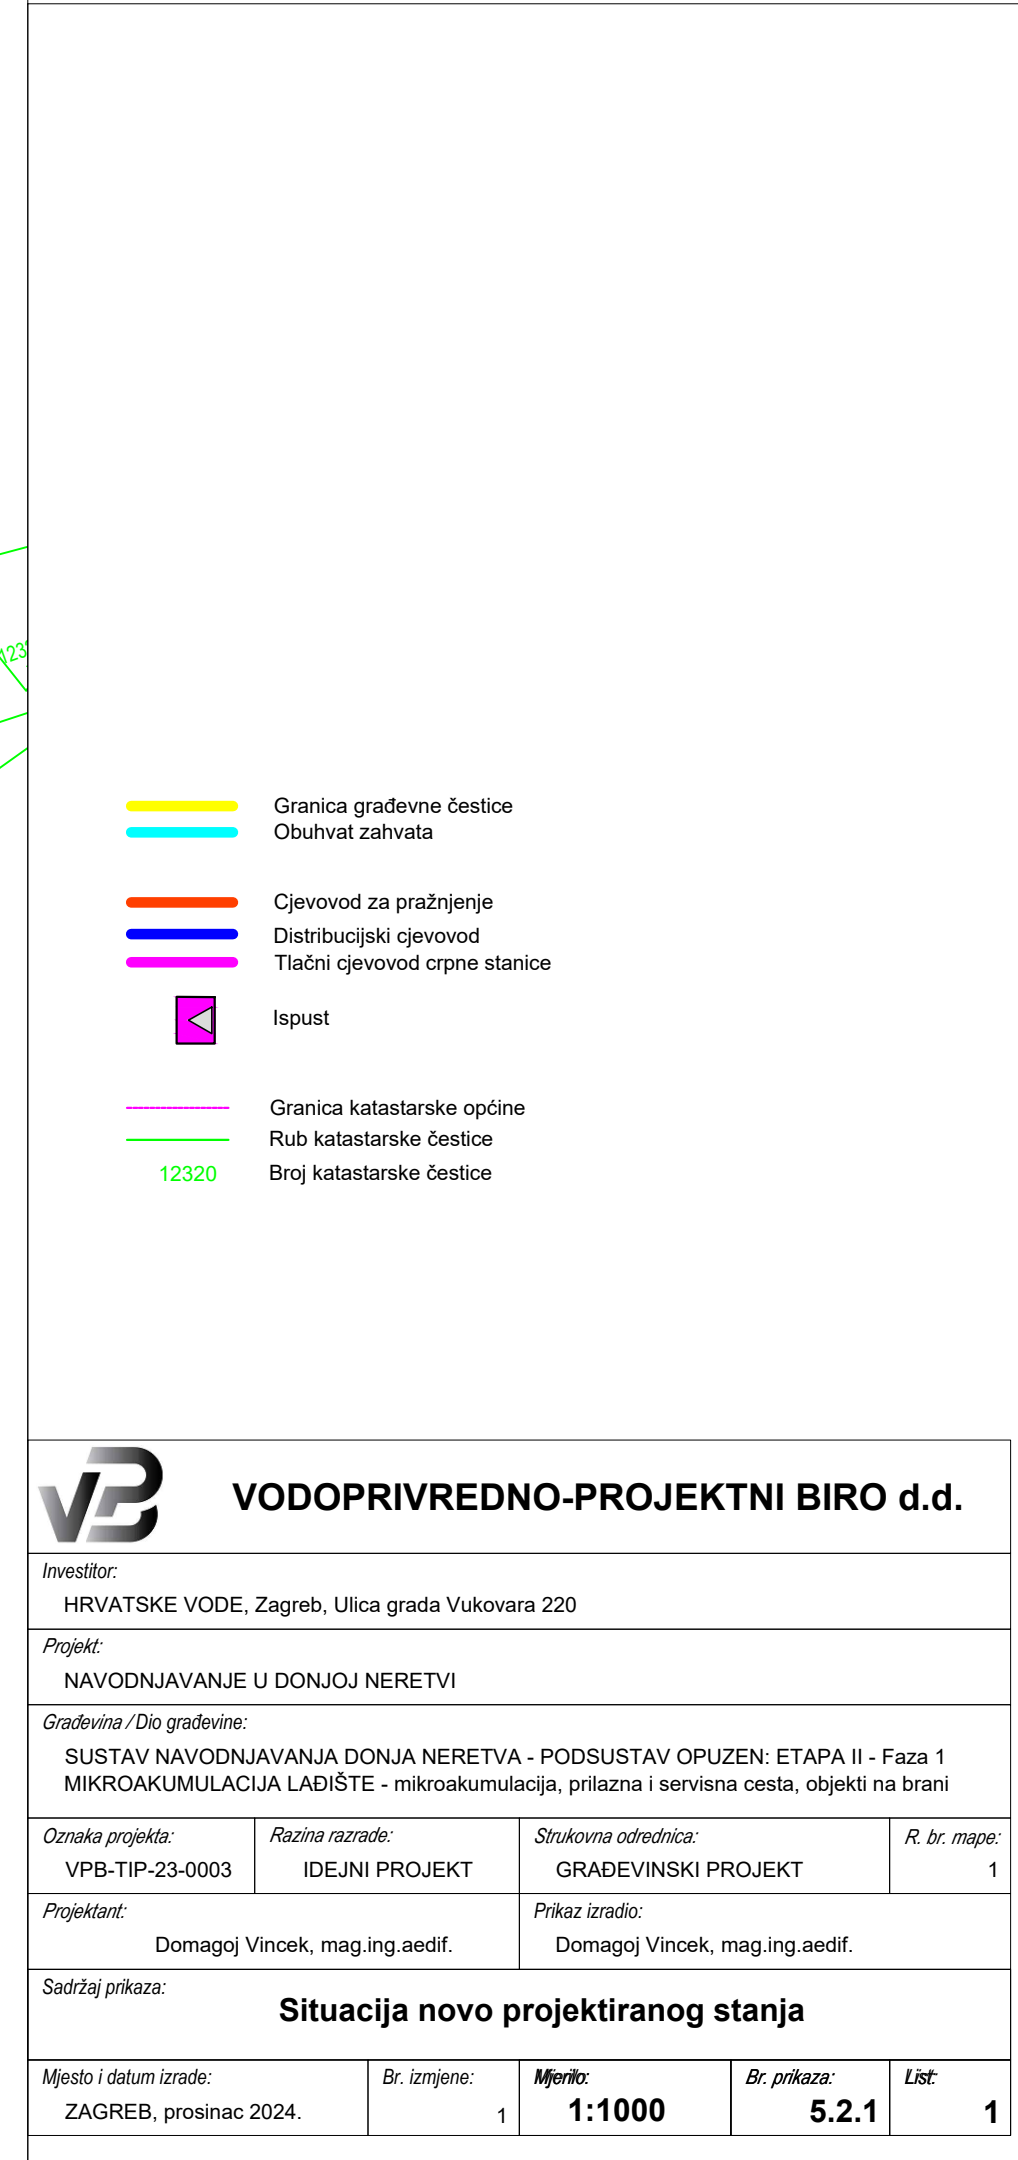 Granica građevne čestice
Obuhvat zahvata
Cjevovod za pražnjenje
Distribucijski cjevovod
Tlačni cjevovod crpne stanice
Ispust
Granica katastarske općine
Rub katastarske čestice
12320 Broj katastarske čestice
VPB VODOPRIVREDNO-PROJEKTNI BIRO d.d.
Investitor:
HRVATSKE VODE, Zagreb, Ulica grada Vukovara 220
Projekt:
NAVODNJAVANJE U DONJOJ NERETVI
Građevina / Dio građevine:
SUSTAV NAVODNJAVANJA DONJA NERETVA - PODSUSTAV OPUZEN: ETAPA II - Faza 1
MIKROAKUMULACIJA LAĐIŠTE - mikroakumulacija, prilazna i servisna cesta, objekti na brani
Oznaka projekta: Razina razrade: Strukovna odrednica: R. br. mape:
VPB-TIP-23-0003 IDEJNI PROJEKT GRAĐEVINSKI PROJEKT 1
Projektant: Prikaz izradio:
Domagoj Vincek, mag.ing.aedif. Domagoj Vincek, mag.ing.aedif.
Sadržaj prikaza:
Situacija novo projektiranog stanja
Mjesto i datum izrade: Br. izmjene: Mjerilo: Br. prikaza: List:
ZAGREB, prosinac 2024. 1 1:1000 5.2.1 1